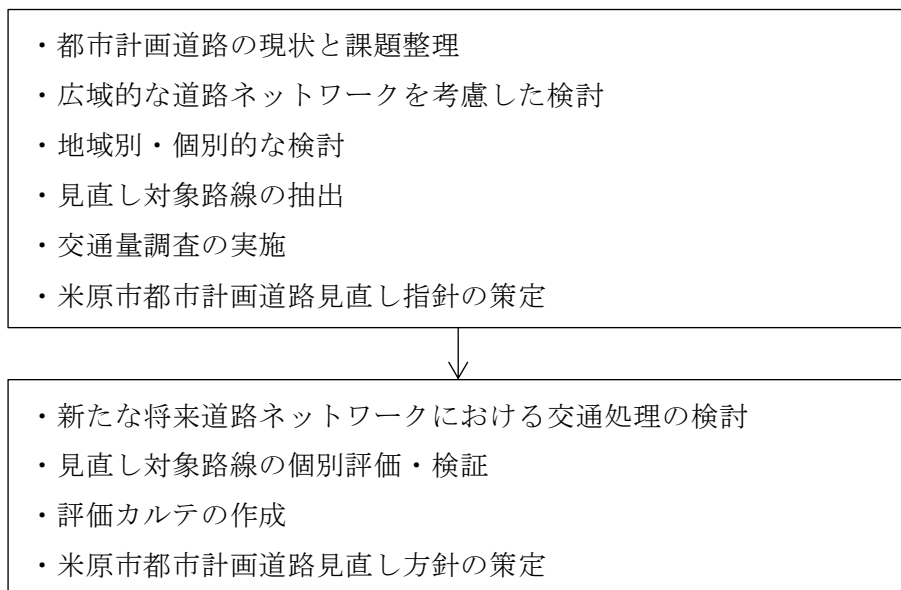 ・都市計画道路の現状と課題整理
・広域的な道路ネットワークを考慮した検討
・地域別・個別的な検討
・見直し対象路線の抽出
・交通量調査の実施
・米原市都市計画道路見直し指針の策定
・新たな将来道路ネットワークにおける交通処理の検討
・見直し対象路線の個別評価・検証
・評価カルテの作成
・米原市都市計画道路見直し方針の策定